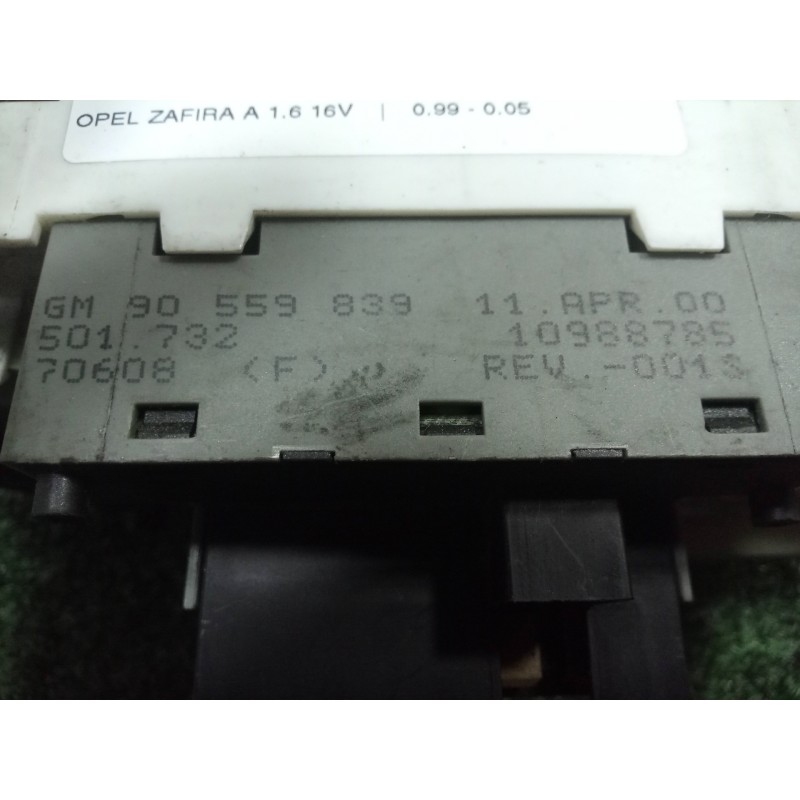 OPEL ZAFIRA A 1.6 16V | 0.99 - 0.05
GM 90 559 839 11.APR.00
501.732 10988785
70608 (F) REV.-0013